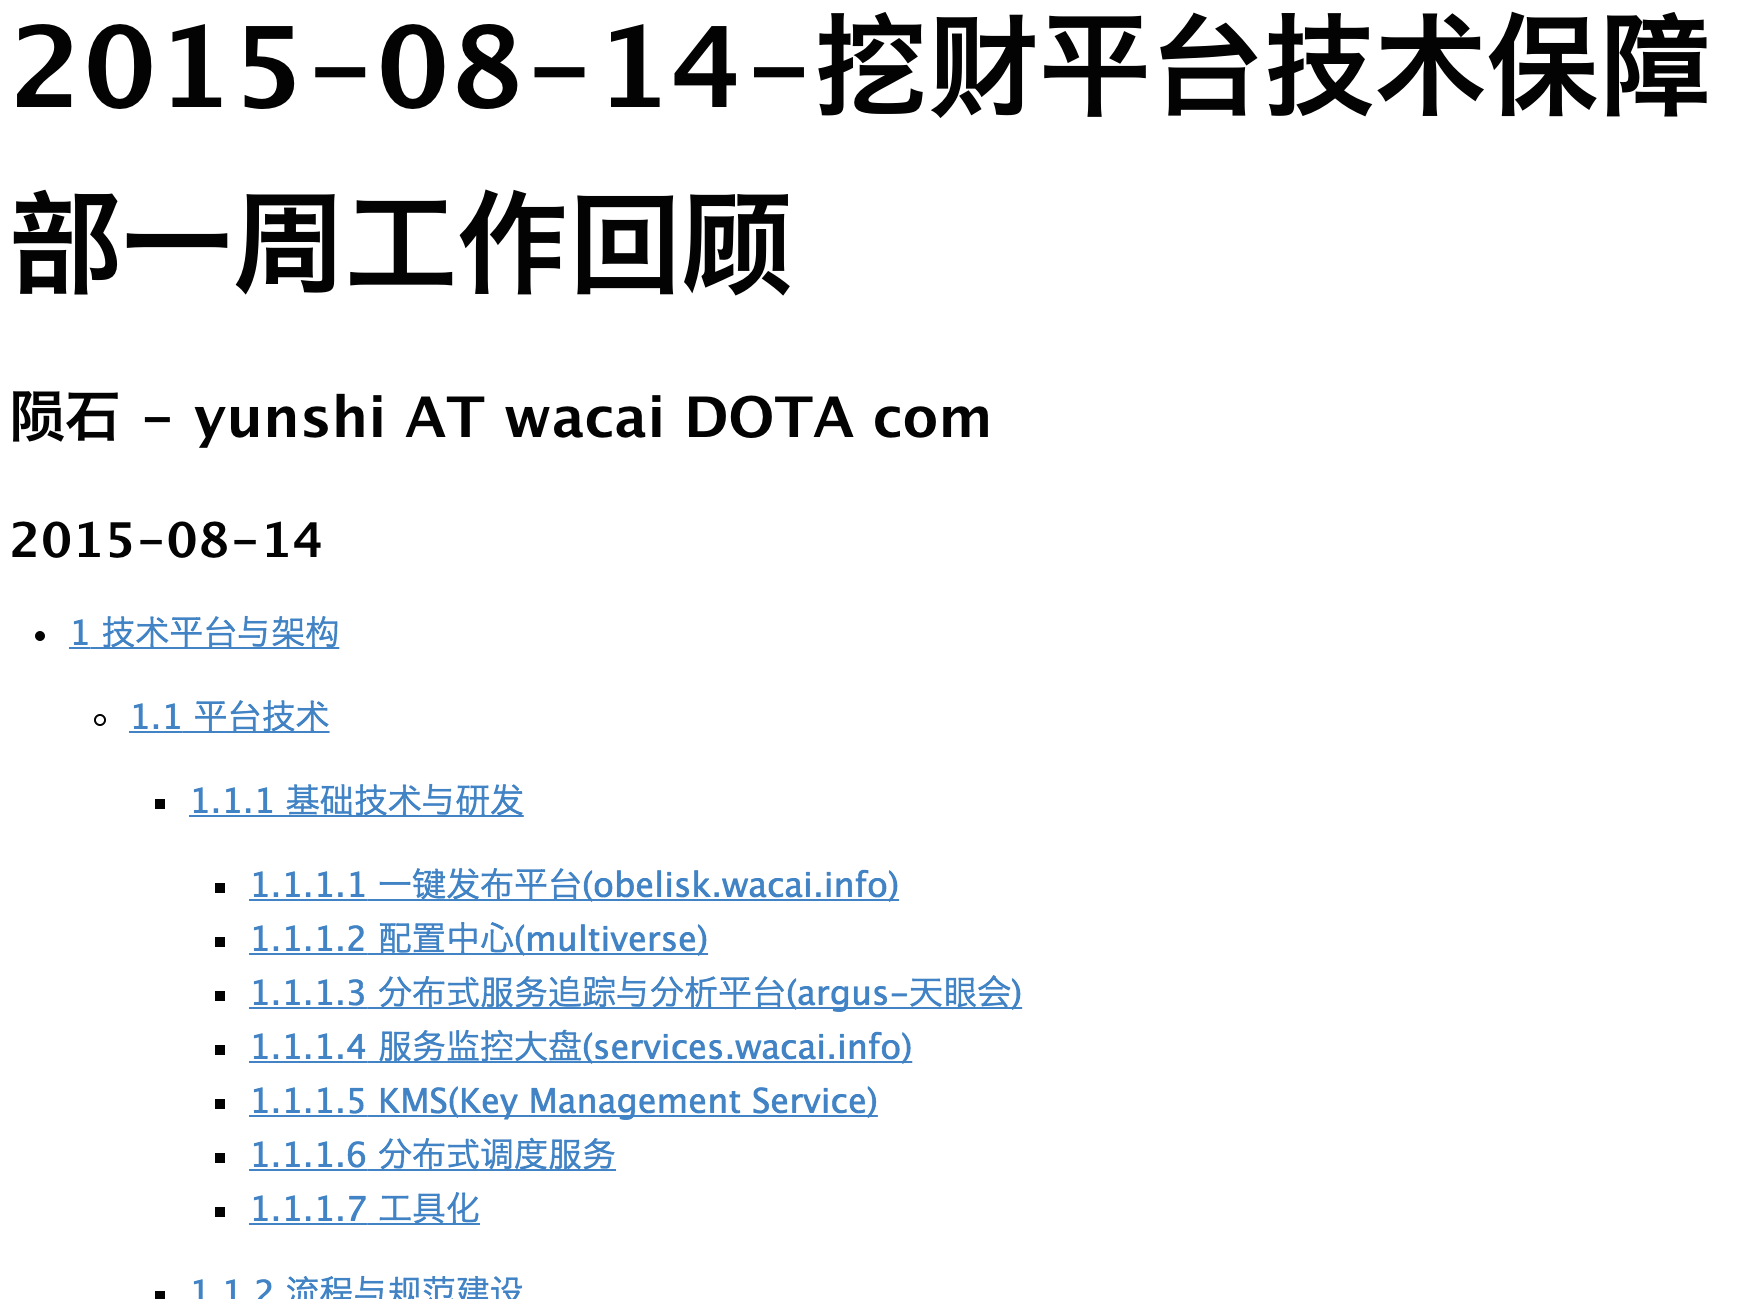 2015-08-14-挖财平台技术保障
部一周工作回顾
陨石 - yunshi AT wacai DOTA com
2015-08-14
1 技术平台与架构
1.1 平台技术
1.1.1 基础技术与研发
1.1.1.1 一键发布平台(obelisk.wacai.info)
1.1.1.2 配置中心(multiverse)
1.1.1.3 分布式服务追踪与分析平台(argus-天眼会)
1.1.1.4 服务监控大盘(services.wacai.info)
1.1.1.5 KMS(Key Management Service)
1.1.1.6 分布式调度服务
1.1.1.7 工具化
1.1.2 流程与规范建设